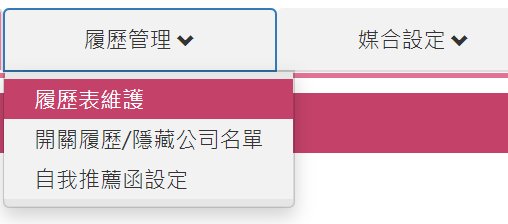 履歷管理
媒合設定
履歷表維護
開關履歷/隱藏公司名單
自我推薦函設定